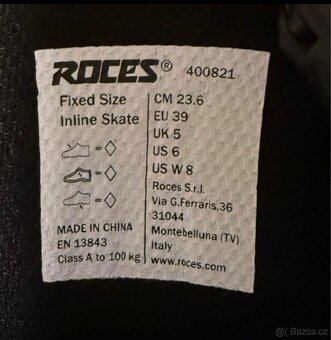 ROCES® 400821
Fixed Size
Inline Skate
MADE IN CHINA
EN 13843
Class A to 100 kg
CM 23.6
EU 39
UK 5
US 6
US W 8
Roces S.r.l.
Via G.Ferraris,36
31044
Montebelluna (TV)
Italy
www.roces.com
Bazos.cz